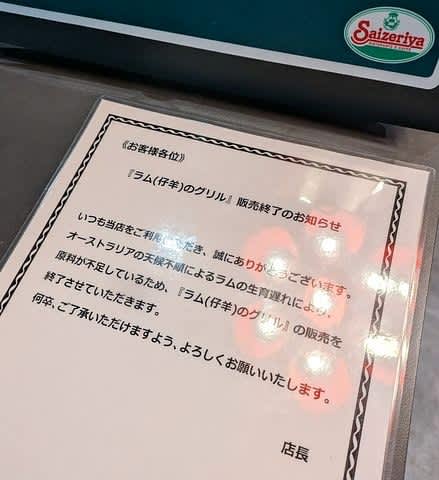 Saizeriya
《お客様各位》
『ラム(仔羊)のグリル』販売終了のお知らせ
いつも当店をご利用いただき、誠にありがとうございます。
オーストラリアの天候不順によるラムの生育遅れにより、
原料が不足しているため、『ラム(仔羊)のグリル』の販売を
終了させていただきます。
何卒、ご了承いただけますよう、よろしくお願いいたします。
店長